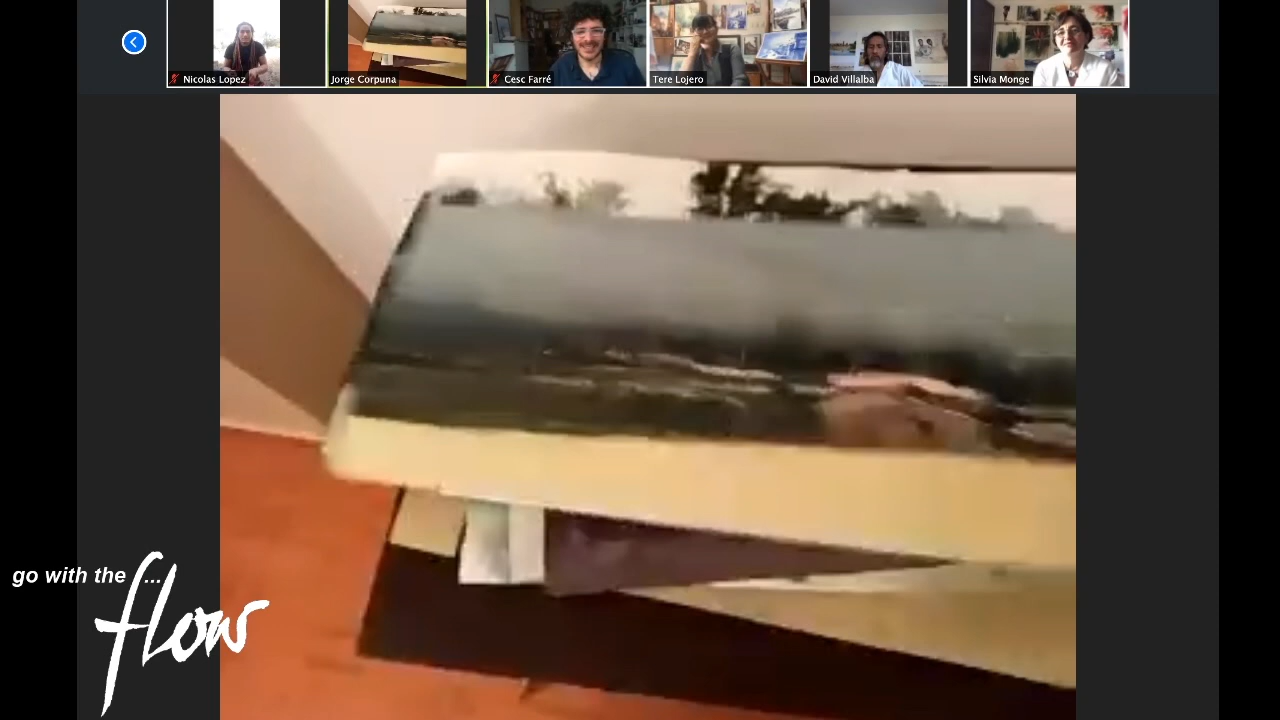 Nicolas Lopez
Jorge Corpuna
Cesc Farré
Tere Lojero
David Villalba
Silvia Monge
go with the ...
flow